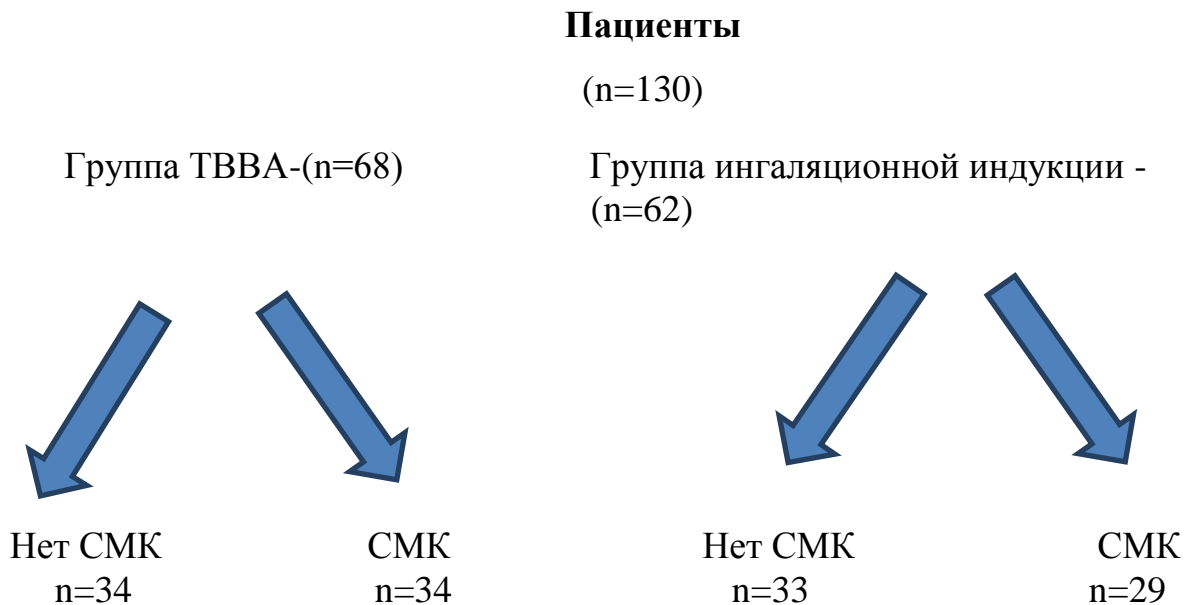 Пациенты
(n=130)
Группа ТВВА-(n=68)
Группа ингаляционной индукции -
(n=62)
Нет СМК
n=34
СМК
n=34
Нет СМК
n=33
СМК
n=29